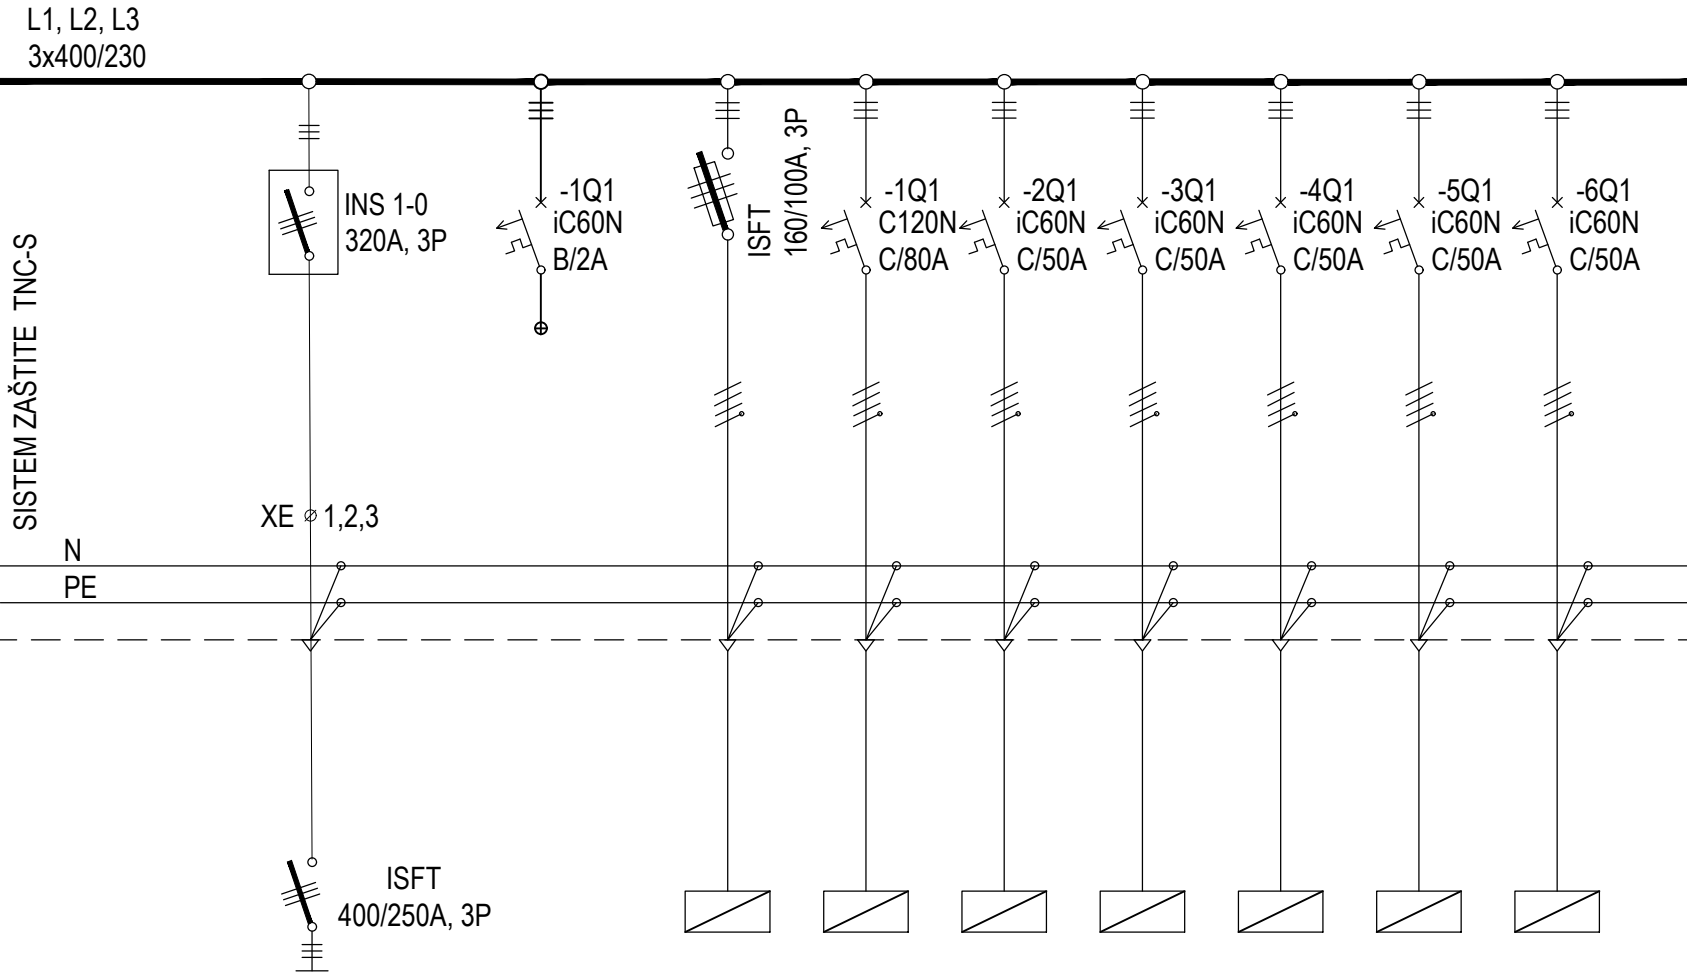 L1, L2, L3
3x400/230
SISTEM ZAŠTITE TNC-S
INS 1-0
320A, 3P
-1Q1
iC60N
B/2A
ISFT
160/100A, 3P
-1Q1
C120N
C/80A
-2Q1
iC60N
C/50A
-3Q1
iC60N
C/50A
-4Q1
iC60N
C/50A
-5Q1
iC60N
C/50A
-6Q1
iC60N
C/50A
XE 1,2,3
N
PE
ISFT
400/250A, 3P